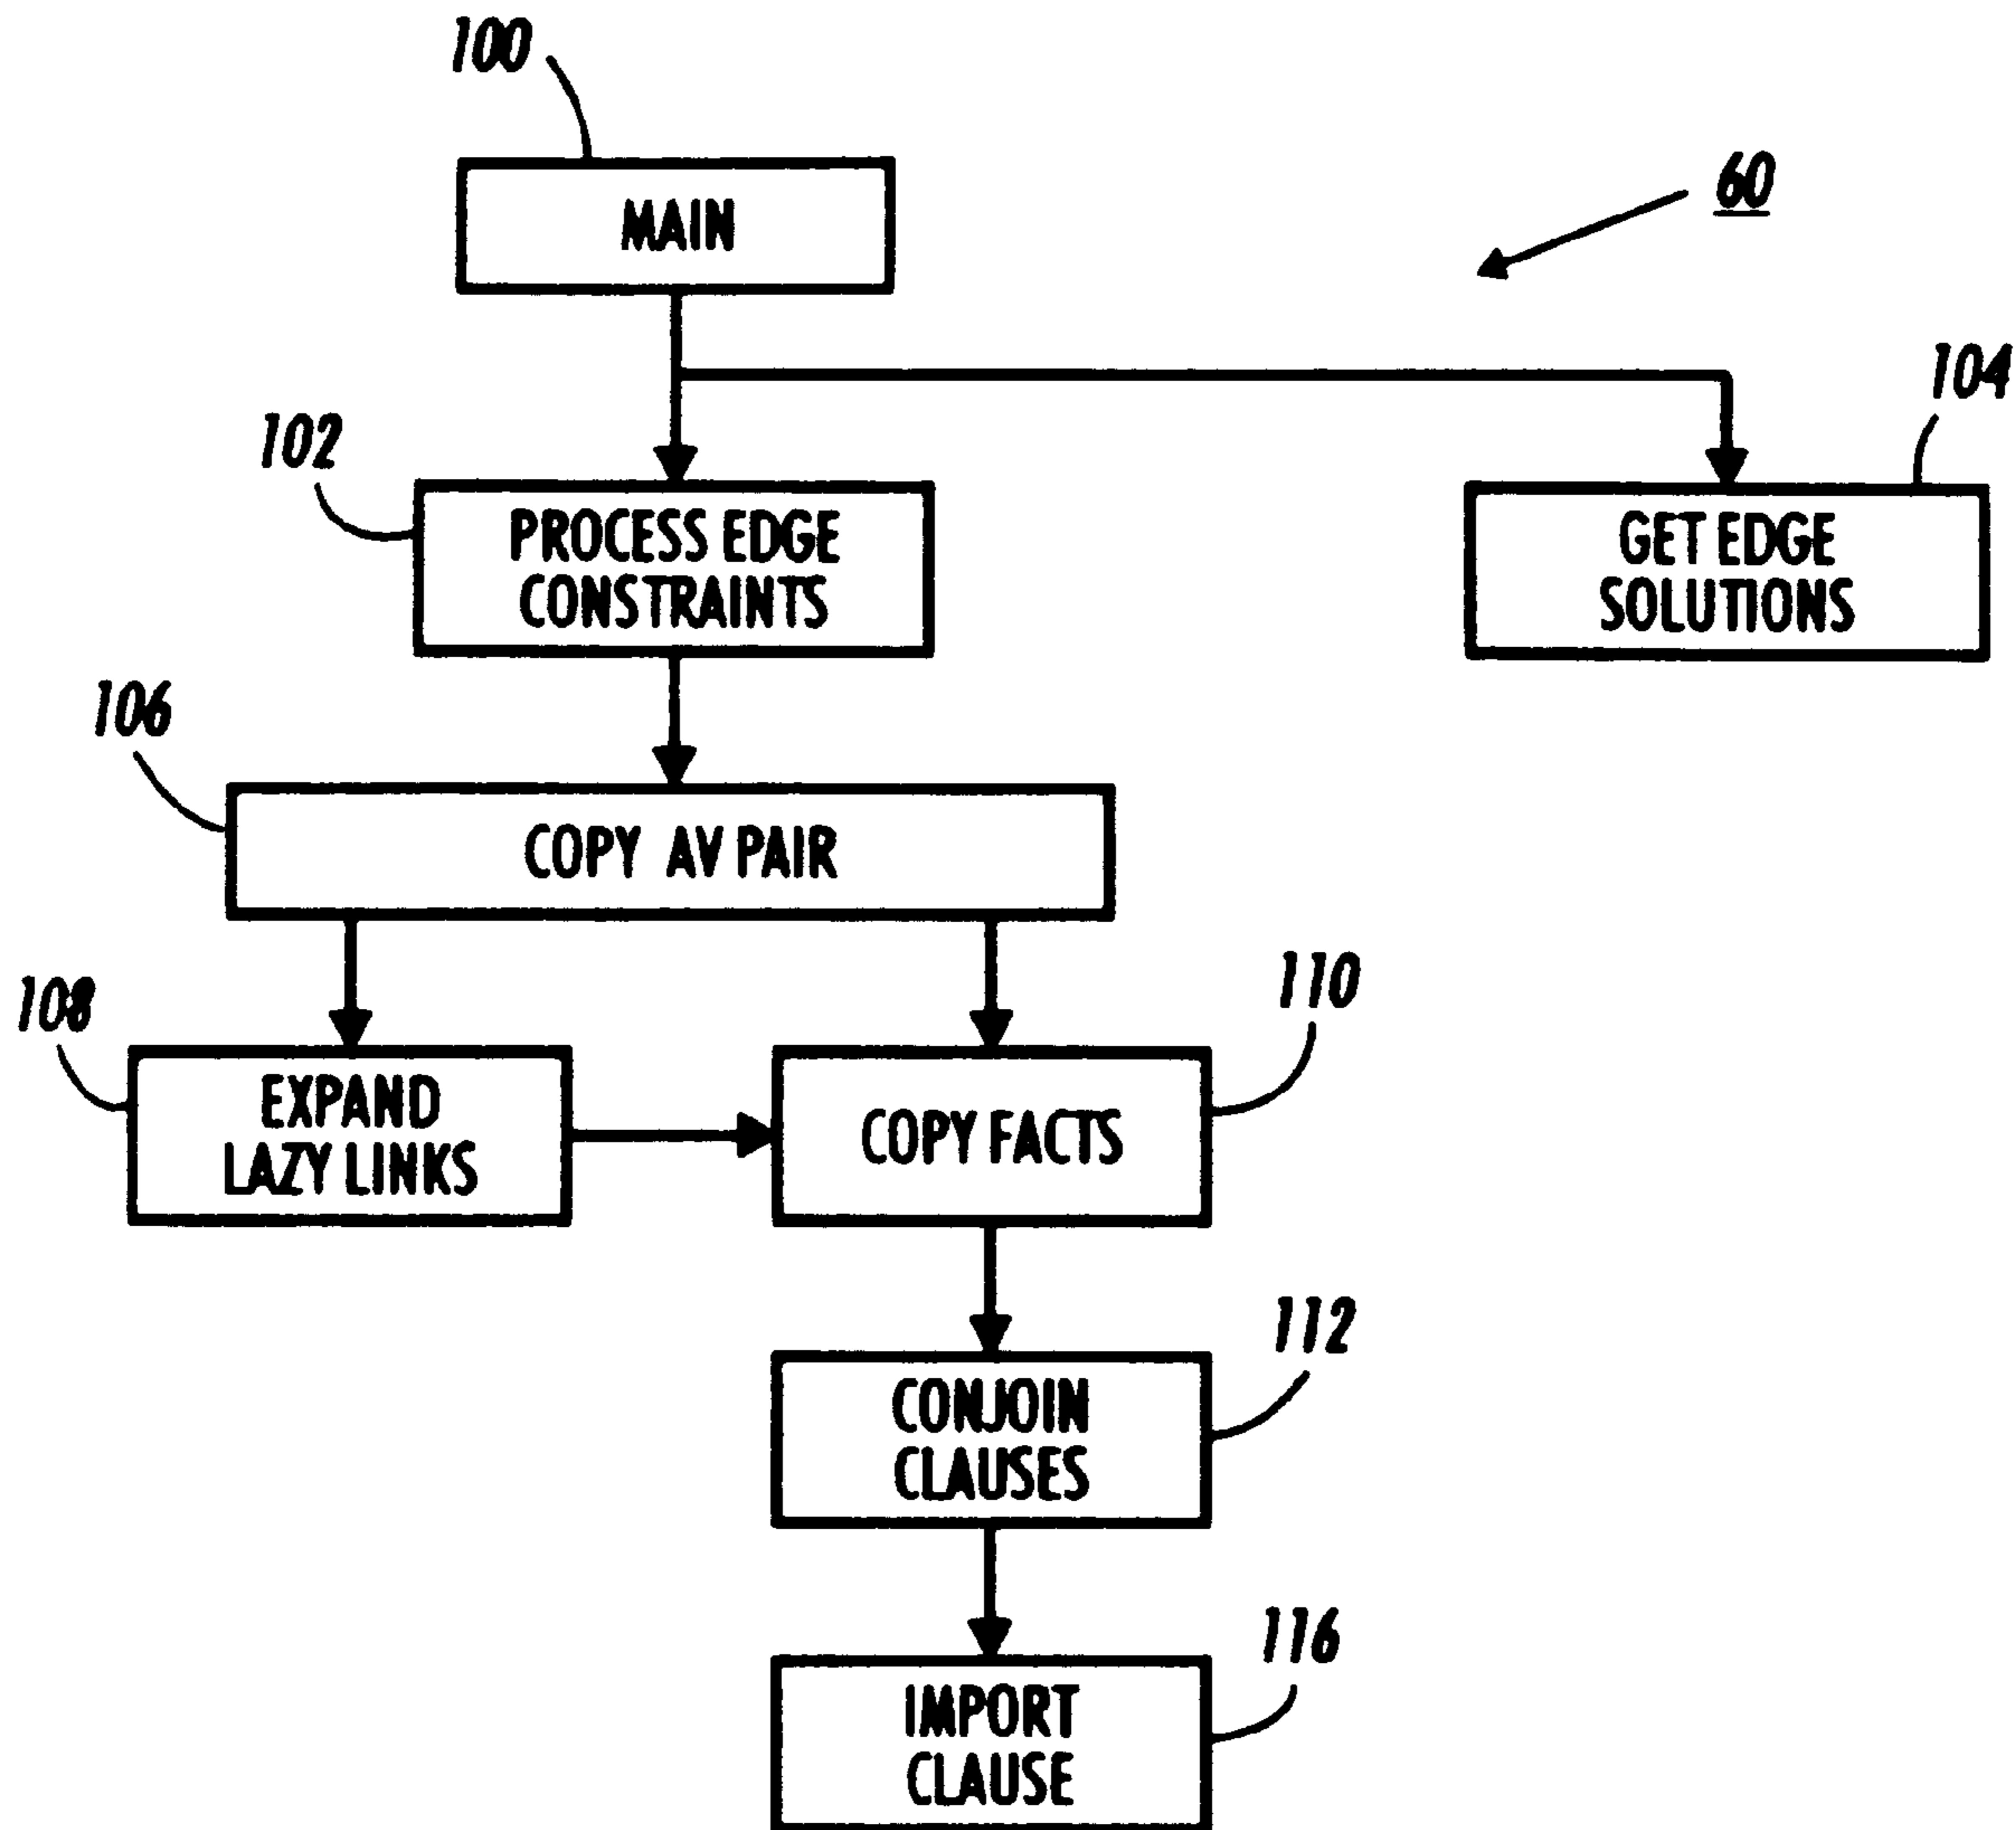 100
MAIN
60
104
102
PROCESS EDGE
CONSTRAINTS
GET EDGE
SOLUTIONS
106
COPY AV PAIR
108
110
EXPAND
LAZY LINKS
COPY FACTS
112
CONJOIN
CLAUSES
116
IMPORT
CLAUSE